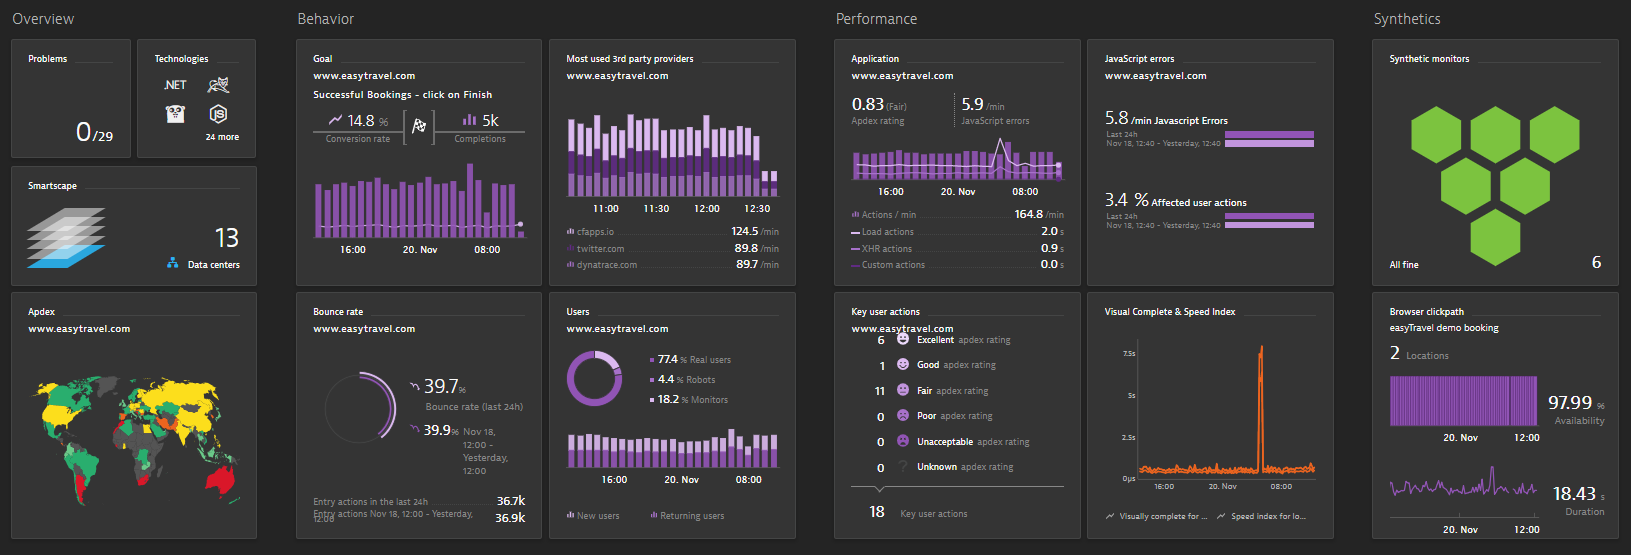 Overview
Problems
0/29
Technologies
.NET
JS
24 more
Smartscape
13
Data centers
Apdex
www.easytravel.com
Behavior
Goal
www.easytravel.com
Successful Bookings - click on Finish
14.8 %
Conversion rate
5k
Completions
16:00 20. Nov 08:00
Most used 3rd party providers
www.easytravel.com
11:00 11:30 12:00 12:30
cfapps.io 124.5 /min
twitter.com 89.8 /min
dynatrace.com 89.7 /min
Bounce rate
www.easytravel.com
39.7 %
Bounce rate (last 24h)
39.9 % Nov 18,
12:00 -
Yesterday,
12:00
Entry actions in the last 24h 36.7k
Entry actions Nov 18, 12:00 - Yesterday, 36.9k
12:00
Users
www.easytravel.com
77.4 % Real users
4.4 % Robots
18.2 % Monitors
16:00 20. Nov 08:00
New users Returning users
Performance
Application
www.easytravel.com
0.83 (Fair)
Apdex rating
5.9 /min
JavaScript errors
16:00 20. Nov 08:00
Actions / min 164.8 /min
Load actions 2.0 s
XHR actions 0.9 s
Custom actions 0.0 s
JavaScript errors
www.easytravel.com
5.8 /min Javascript Errors
Last 24h
Nov 18, 12:40 - Yesterday, 12:40
3.4 % Affected user actions
Last 24h
Nov 18, 12:40 - Yesterday, 12:40
Key user actions
www.easytravel.com
6 Excellent apdex rating
1 Good apdex rating
11 Fair apdex rating
0 Poor apdex rating
0 Unacceptable apdex rating
0 ? Unknown apdex rating
18 Key user actions
Visual Complete & Speed Index
7.5s
5s
2.5s
0µs
16:00 20. Nov 08:00
Visually complete for ... Speed index for lo...
Synthetics
Synthetic monitors
All fine 6
Browser clickpath
easyTravel demo booking
2 Locations
97.99 %
Availability
20. Nov 12:00
18.43 s
Duration
20. Nov 12:00